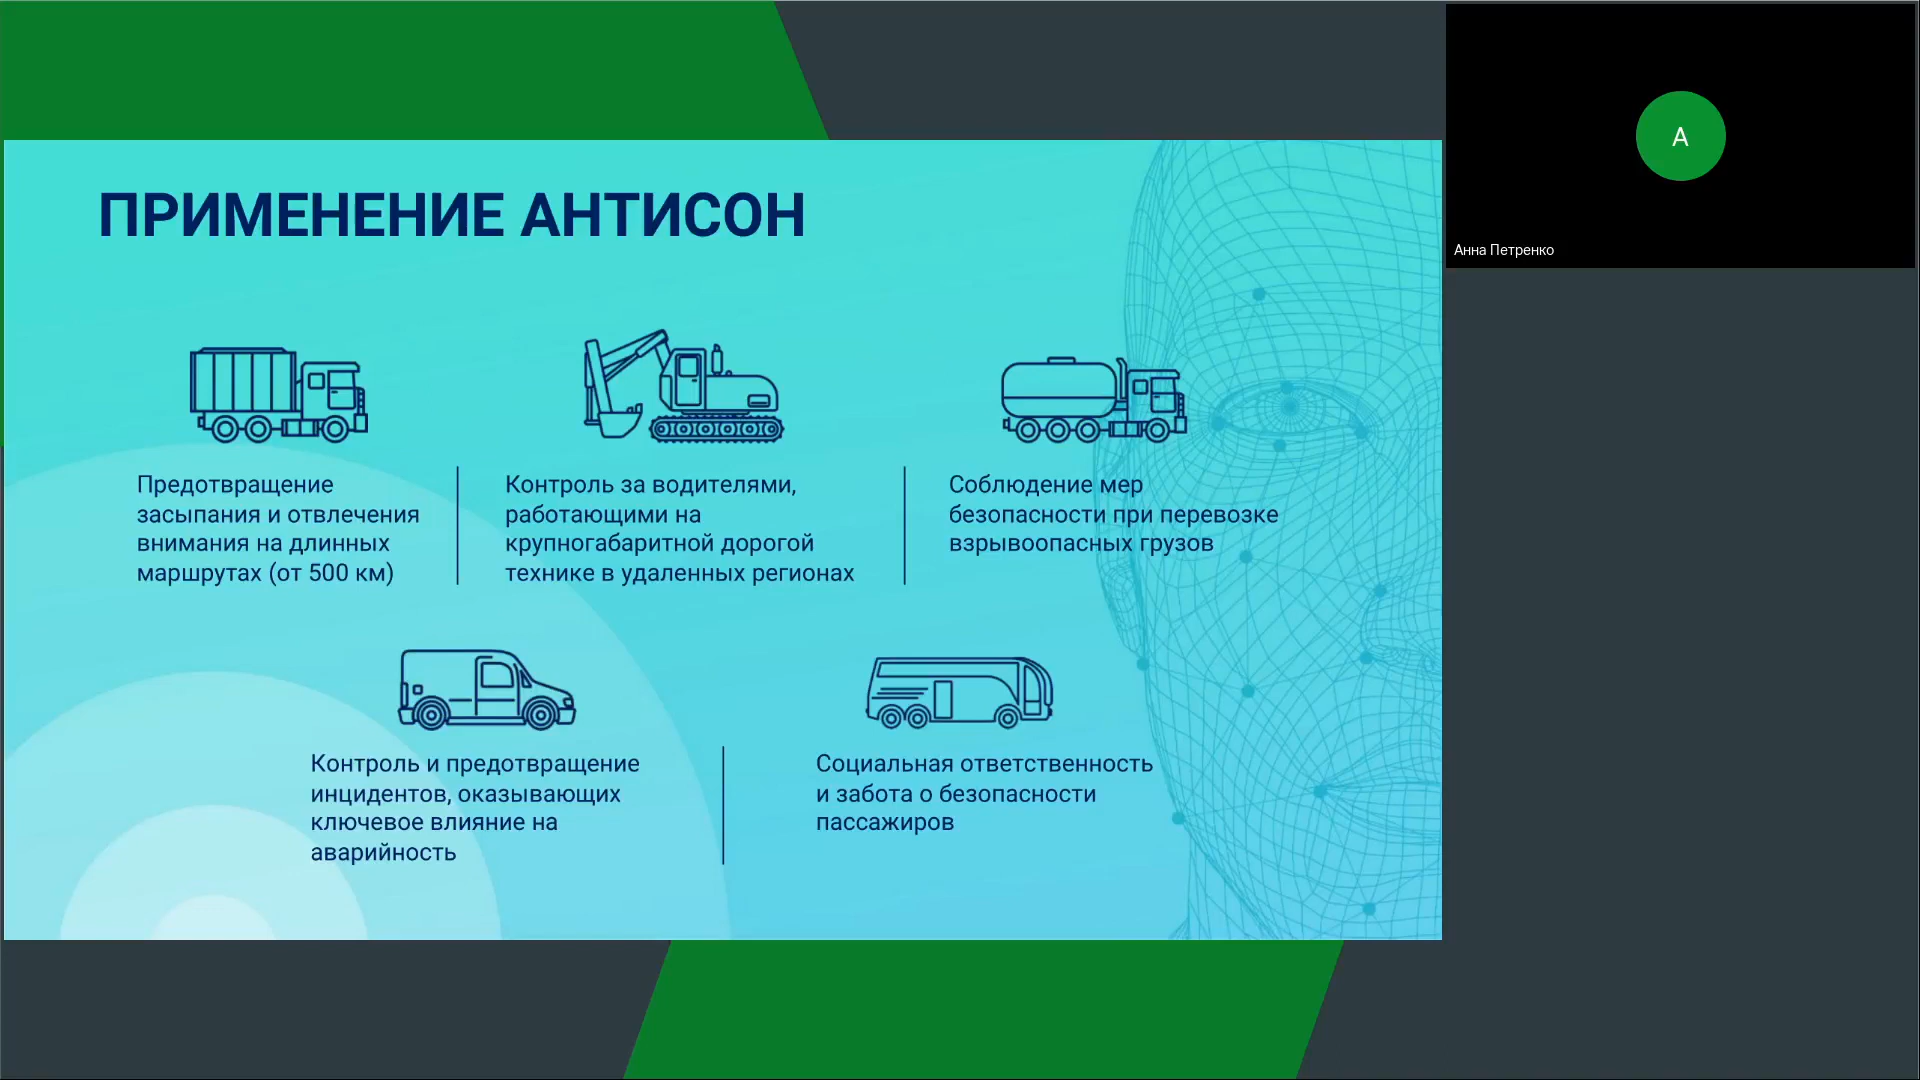 ПРИМЕНЕНИЕ АНТИСОН
Предотвращение
засыпания и отвлечения
внимания на длинных
маршрутах (от 500 км)
Контроль за водителями,
работающими на
крупногабаритной дорогой
технике в удаленных регионах
Соблюдение мер
безопасности при перевозке
взрывоопасных грузов
Контроль и предотвращение
инцидентов, оказывающих
ключевое влияние на
аварийность
Социальная ответственность
и забота о безопасности
пассажиров
А
Анна Петренко